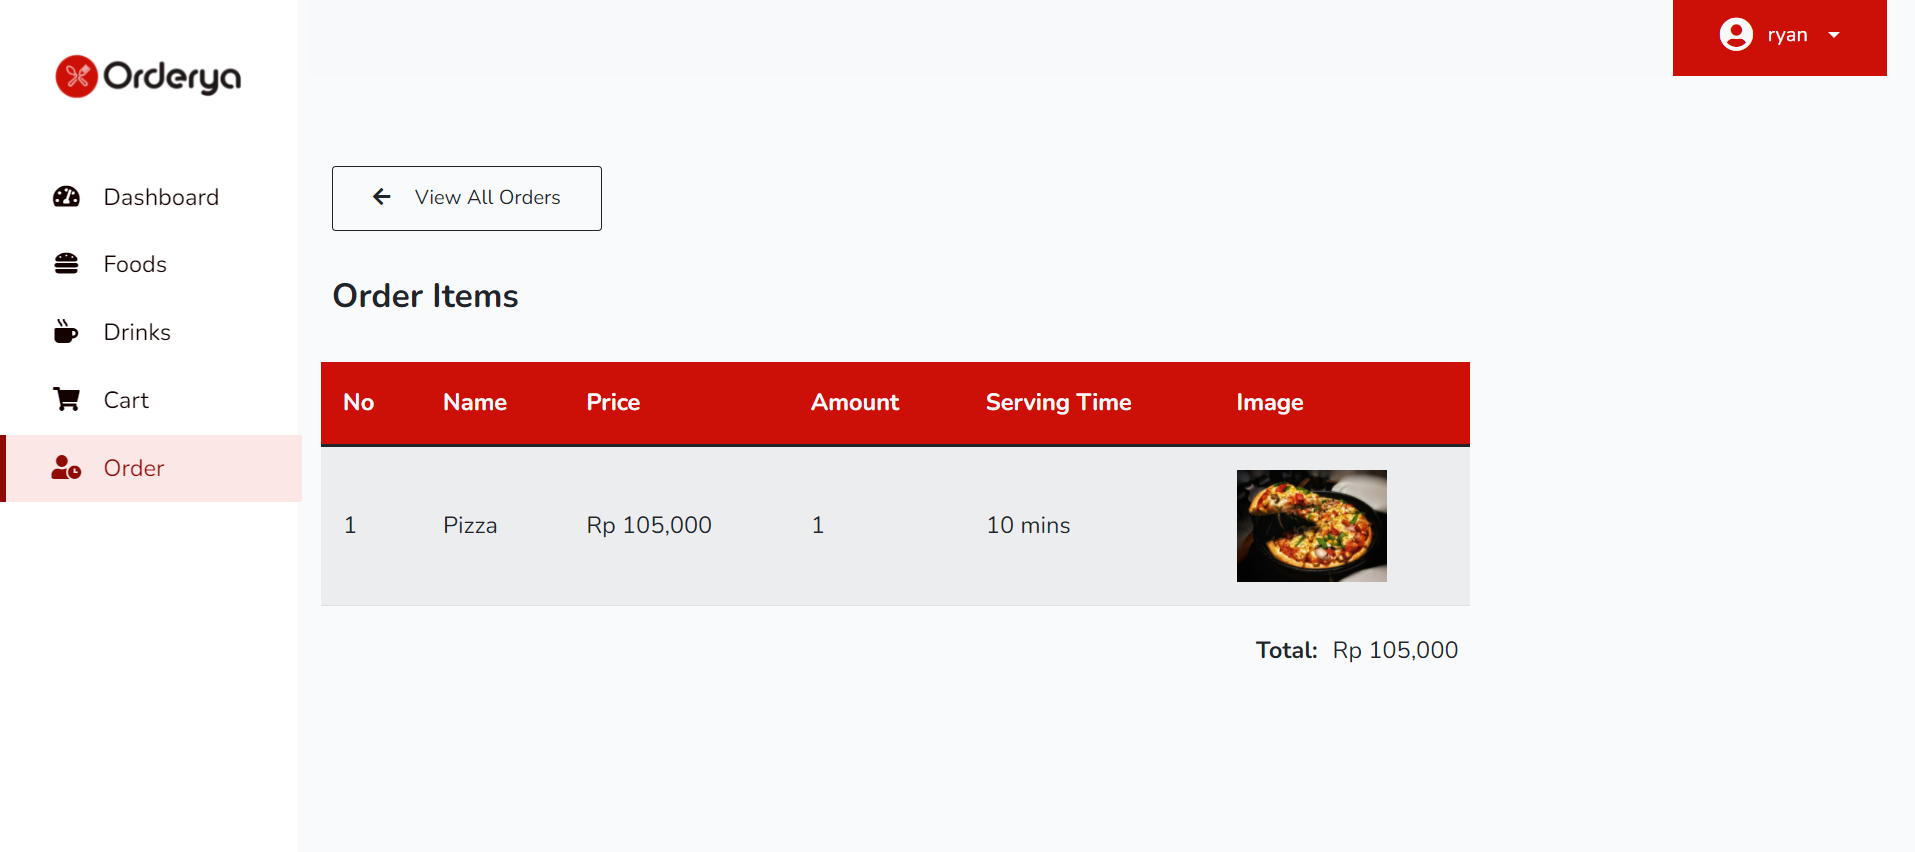 Orderya
ryan
Dashboard
Foods
Drinks
Cart
Order
View All Orders
Order Items
No Name Price Amount Serving Time Image
1 Pizza Rp 105,000 1 10 mins
Total: Rp 105,000